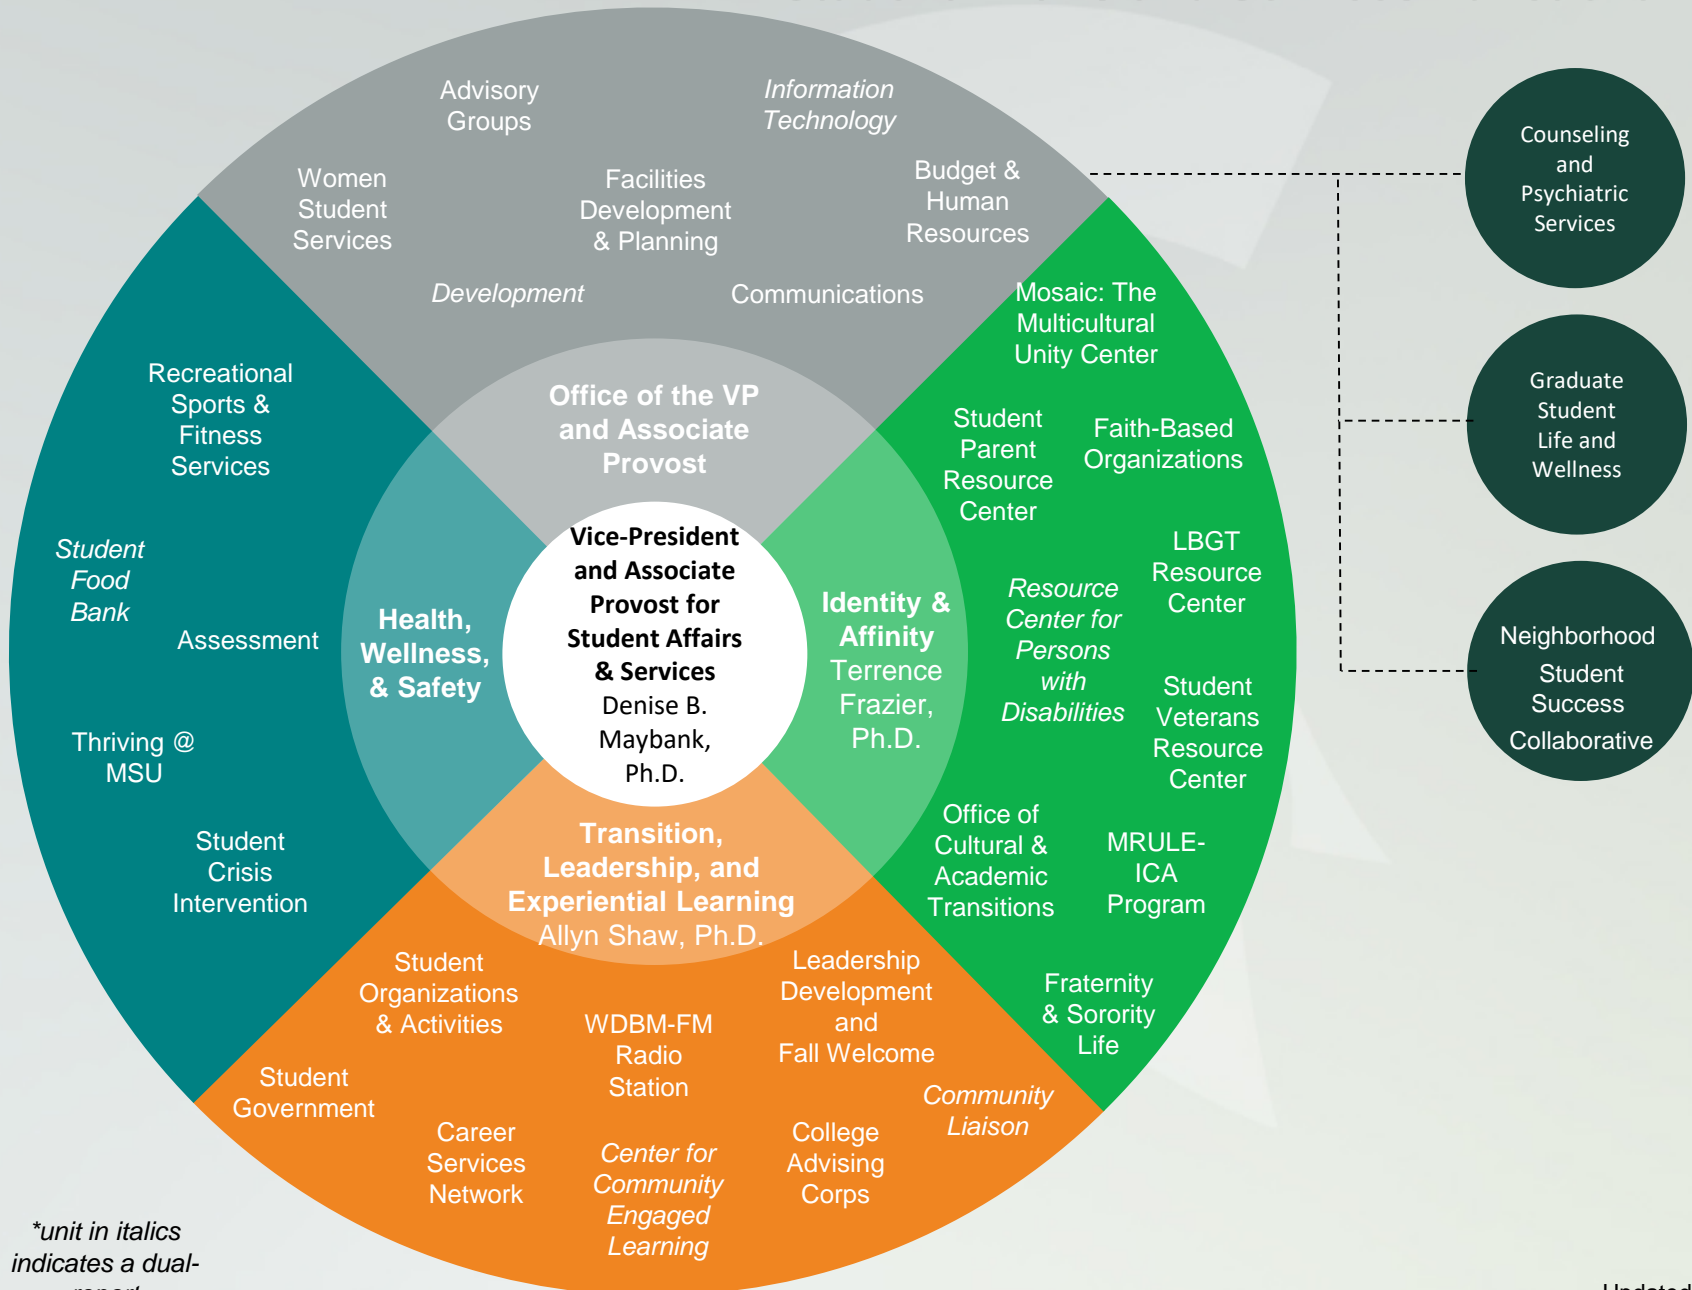 Advisory
Groups
Information
Technology
Women
Student
Services
Facilities
Development
& Planning
Budget &
Human
Resources
Development
Communications
Office of the VP
and Associate
Provost
Recreational
Sports &
Fitness
Services
Student
Food
Bank
Assessment
Thriving @
MSU
Student
Crisis
Intervention
Health,
Wellness,
& Safety
Vice-President
and Associate
Provost for
Student Affairs
& Services
Denise B.
Maybank,
Ph.D.
Identity &
Affinity
Terrence
Frazier,
Ph.D.
Mosaic: The
Multicultural
Unity Center
Student
Parent
Resource
Center
Faith-Based
Organizations
LBGT
Resource
Center
Resource
Center for
Persons
with
Disabilities
Student
Veterans
Resource
Center
Office of
Cultural &
Academic
Transitions
MRULE-
ICA
Program
Fraternity
& Sorority
Life
Transition,
Leadership, and
Experiential Learning
Allyn Shaw, Ph.D.
Student
Organizations
& Activities
WDBM-FM
Radio
Station
Leadership
Development
and
Fall Welcome
Student
Government
Career
Services
Network
Center for
Community
Engaged
Learning
College
Advising
Corps
Community
Liaison
Counseling
and
Psychiatric
Services
Graduate
Student
Life and
Wellness
Neighborhood
Student
Success
Collaborative
*unit in italics
indicates a dual-
Updated